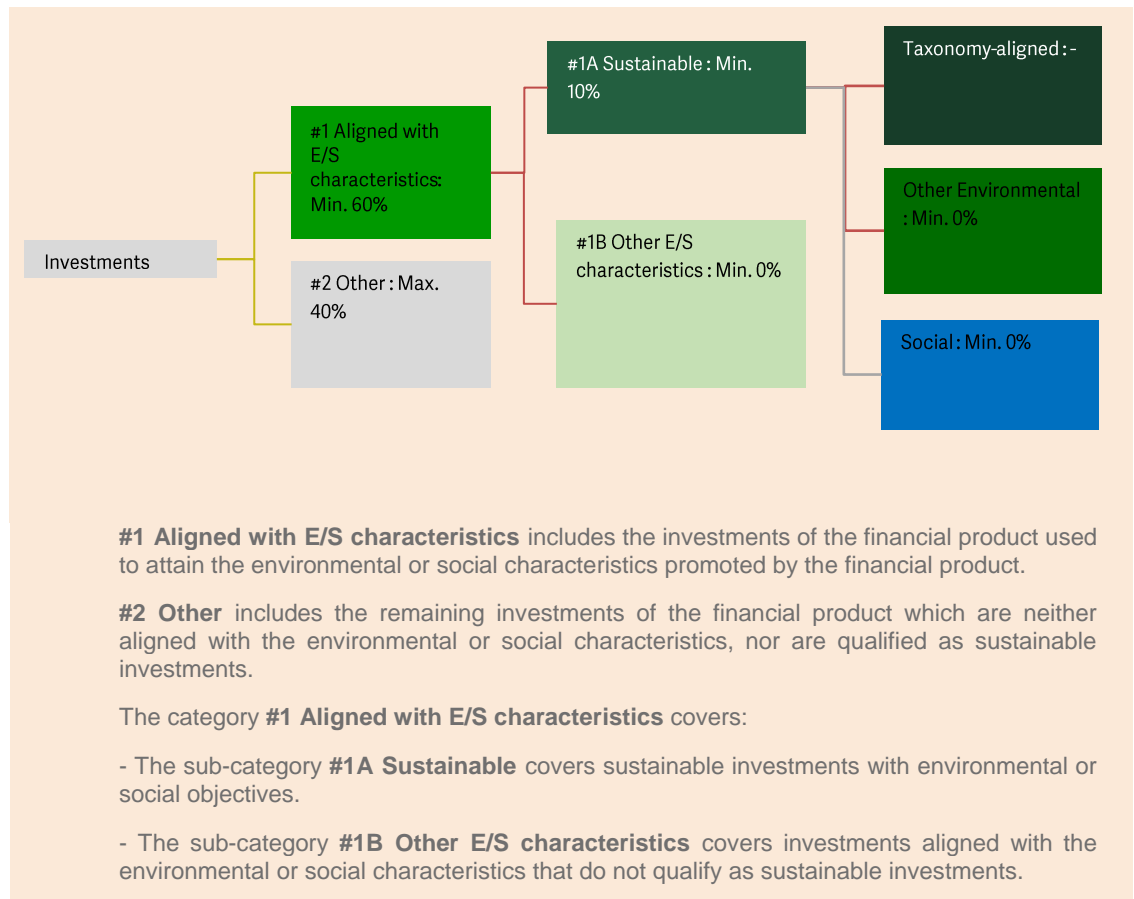 Investments
#1 Aligned with
E/S
characteristics:
Min. 60%
#2 Other : Max.
40%
#1A Sustainable : Min.
10%
#1B Other E/S
characteristics : Min. 0%
Taxonomy-aligned : -
Other Environmental
: Min. 0%
Social : Min. 0%
#1 Aligned with E/S characteristics includes the investments of the financial product used
to attain the environmental or social characteristics promoted by the financial product.
#2 Other includes the remaining investments of the financial product which are neither
aligned with the environmental or social characteristics, nor are qualified as sustainable
investments.
The category #1 Aligned with E/S characteristics covers:
- The sub-category #1A Sustainable covers sustainable investments with environmental or
social objectives.
- The sub-category #1B Other E/S characteristics covers investments aligned with the
environmental or social characteristics that do not qualify as sustainable investments.